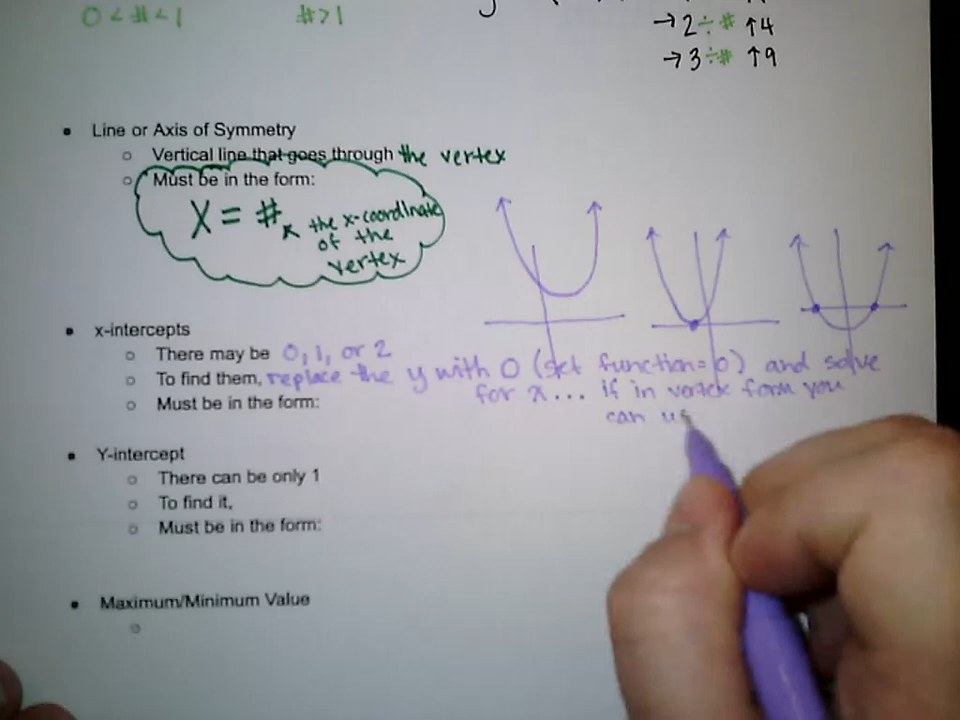 0 < # < 1 # > 1
→ 2 ÷ # ↑4
→ 3 ÷ # ↑9
• Line or Axis of Symmetry
○ Vertical line that goes through the vertex
○ Must be in the form:
X = # the x-coordinate
of the
vertex
• x-intercepts
○ There may be 0, 1, or 2
○ To find them, replace the y with 0 (set function=0) and solve
for x... if in vertex form you
○ Must be in the form:
can us
• Y-intercept
○ There can be only 1
○ To find it,
○ Must be in the form:
• Maximum/Minimum Value
○